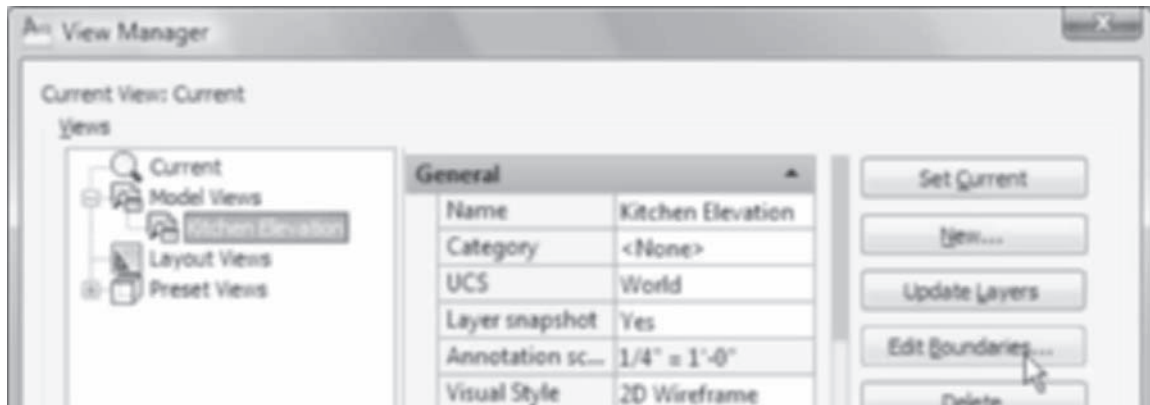 View Manager
Current View: Current
Views
Current
Model Views
Kitchen Elevation
Layout Views
Preset Views
General
Name Kitchen Elevation
Category <None>
UCS World
Layer snapshot Yes
Annotation sc... 1/4" = 1'-0"
Visual Style 2D Wireframe
Set Current
New...
Update Layers
Edit Boundaries...
Delete